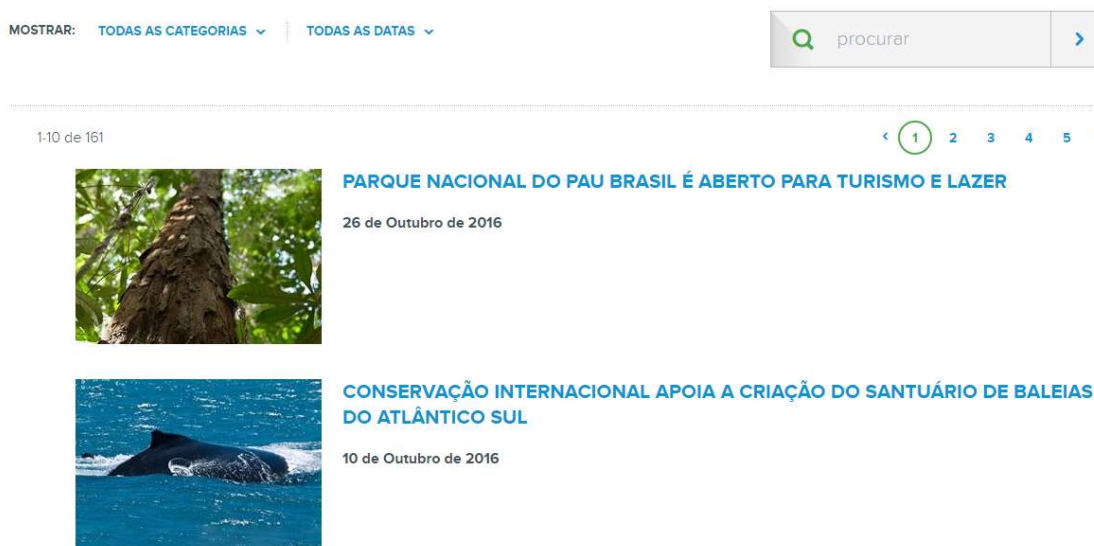 MOSTRAR: TODAS AS CATEGORIAS TODAS AS DATAS
procurar
1-10 de 161
1 2 3 4 5
PARQUE NACIONAL DO PAU BRASIL É ABERTO PARA TURISMO E LAZER
26 de Outubro de 2016
CONSERVAÇÃO INTERNACIONAL APOIA A CRIAÇÃO DO SANTUÁRIO DE BALEIAS
DO ATLÂNTICO SUL
10 de Outubro de 2016